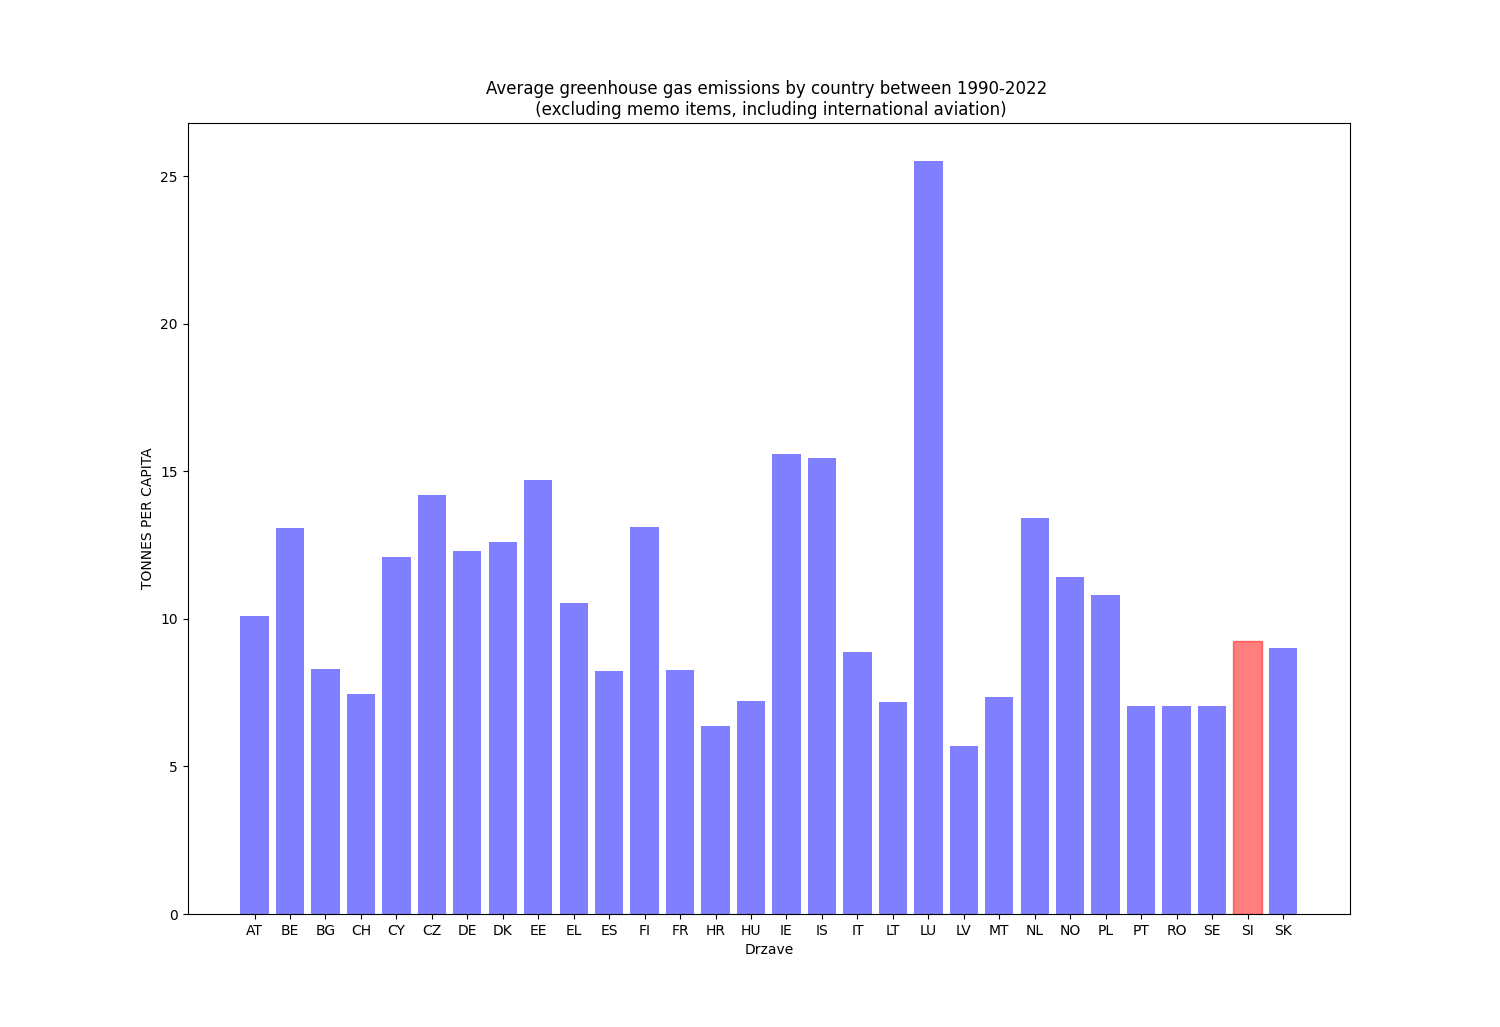 Average greenhouse gas emissions by country between 1990-2022
(excluding memo items, including international aviation)
25
20
15
10
5
0
TONNES PER CAPITA
AT BE BG CH CY CZ DE DK EE EL ES FI FR HR HU IE IS IT LT LU LV MT NL NO PL PT RO SE SI SK
Drzave